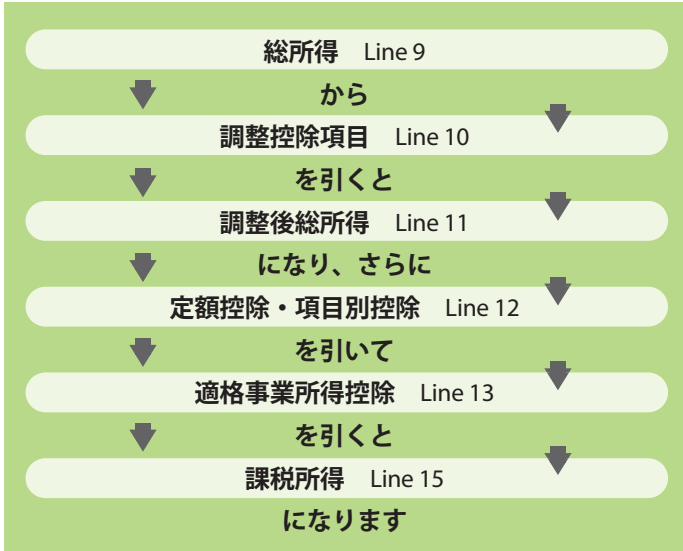 総所得 Line 9
から
調整控除項目 Line 10
を引くと
調整後総所得 Line 11
になり、さらに
定額控除・項目別控除 Line 12
を引いて
適格事業所得控除 Line 13
を引くと
課税所得 Line 15
になります